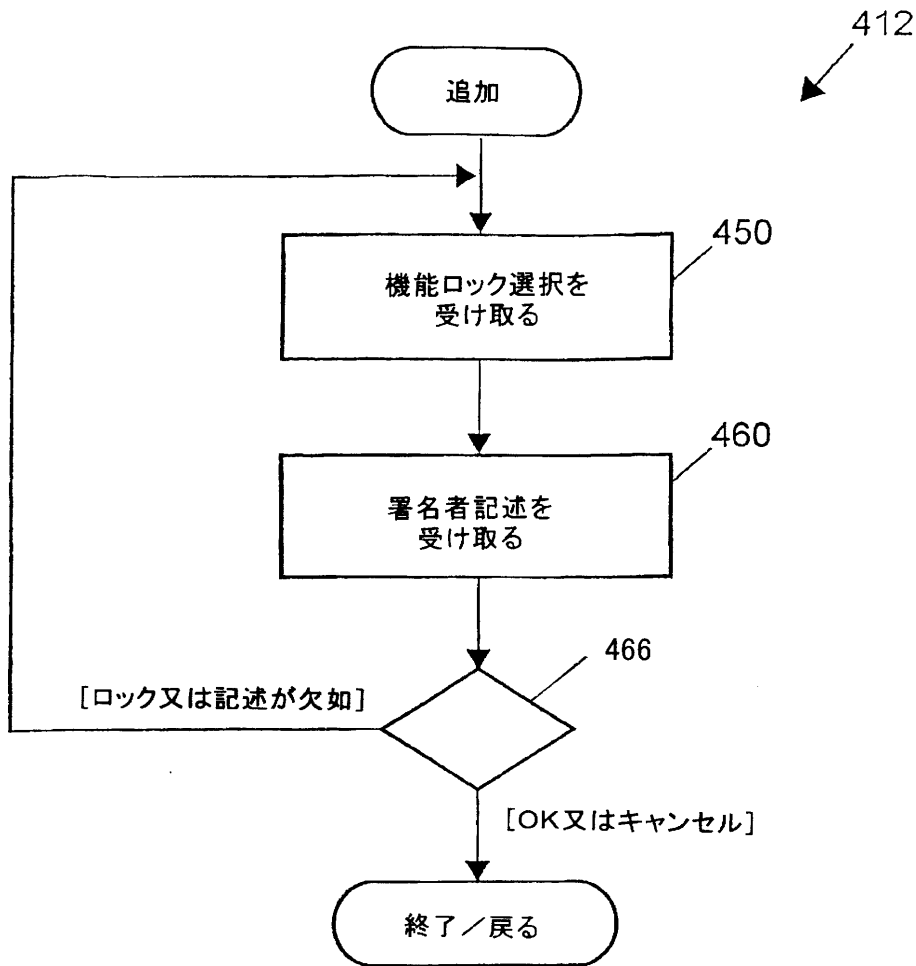 412
追加
450
機能ロック選択を
受け取る
460
署名者記述を
受け取る
466
[ロック又は記述が欠如]
[OK又はキャンセル]
終了/戻る